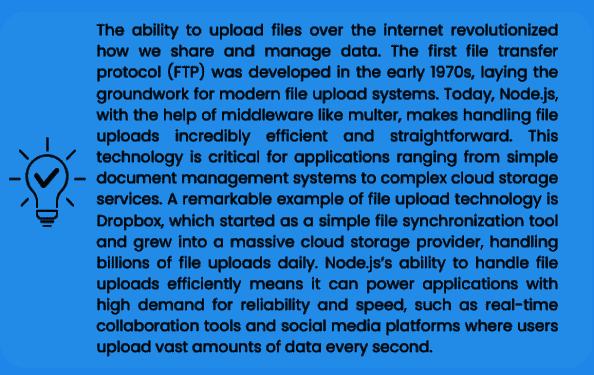 The ability to upload files over the internet revolutionized
how we share and manage data. The first file transfer
protocol (FTP) was developed in the early 1970s, laying the
groundwork for modern file upload systems. Today, Node.js,
with the help of middleware like multer, makes handling file
uploads incredibly efficient and straightforward. This
technology is critical for applications ranging from simple
document management systems to complex cloud storage
services. A remarkable example of file upload technology is
Dropbox, which started as a simple file synchronization tool
and grew into a massive cloud storage provider, handling
billions of file uploads daily. Node.js's ability to handle file
uploads efficiently means it can power applications with
high demand for reliability and speed, such as real-time
collaboration tools and social media platforms where users
upload vast amounts of data every second.